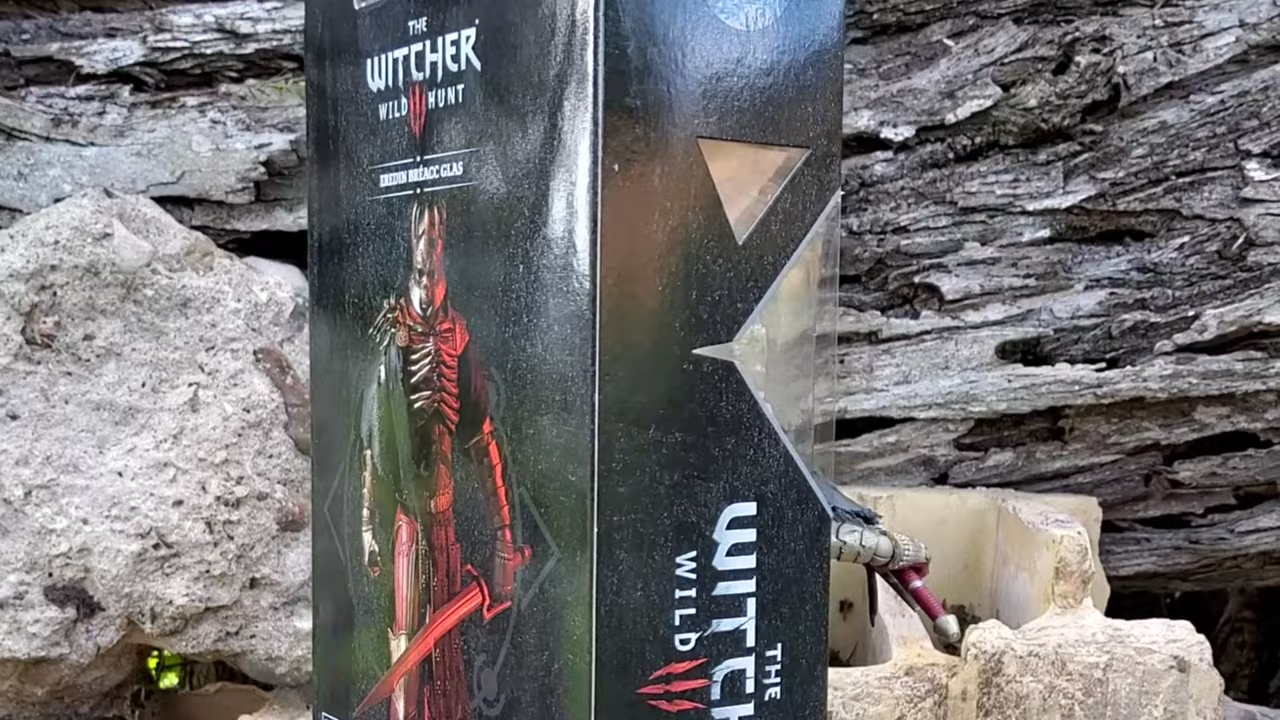 THE
WITCHER
WILD HUNT
EREDIN BRÉACC GLAS
THE
WITCH
WILD